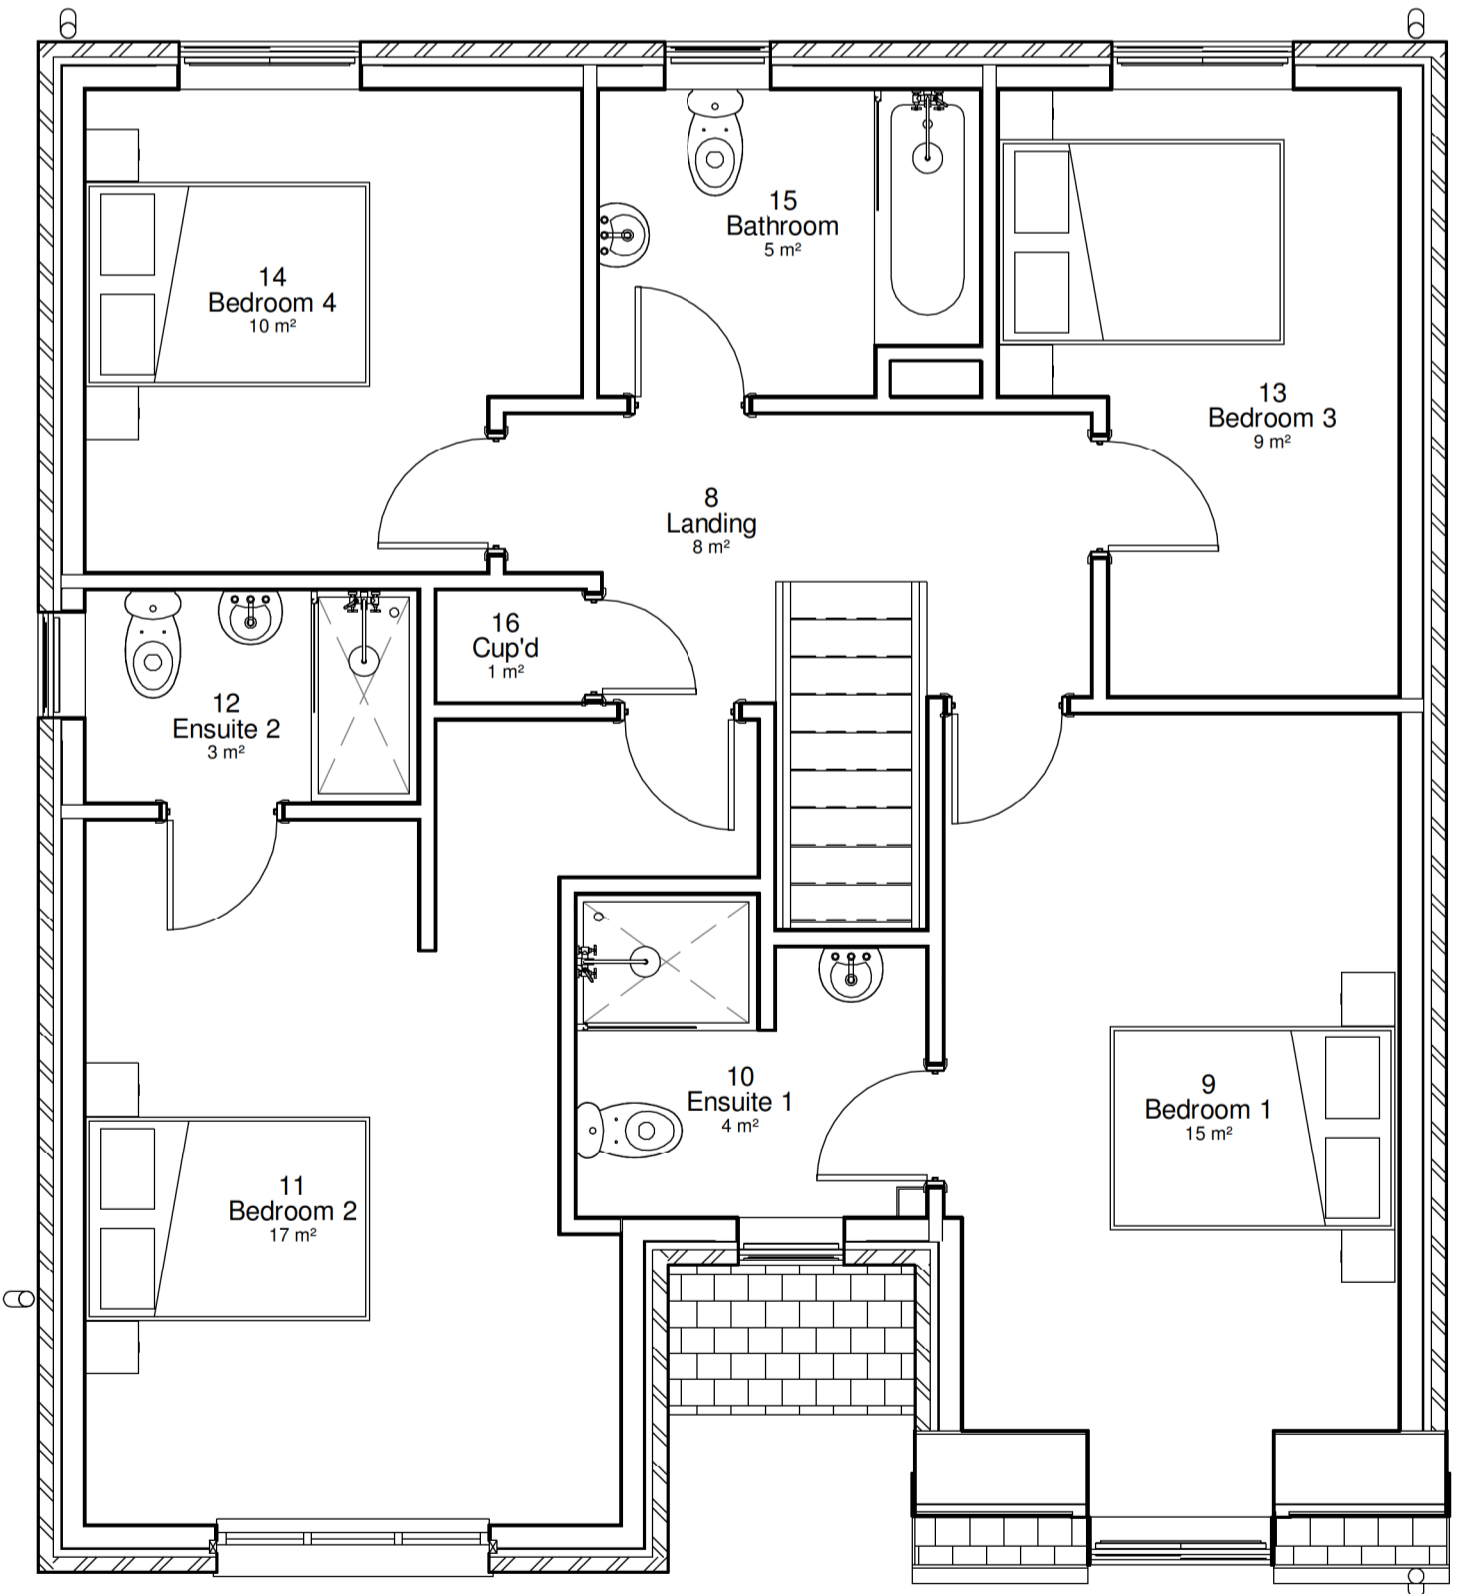 14
Bedroom 4
10 m²
15
Bathroom
5 m²
13
Bedroom 3
9 m²
8
Landing
8 m²
16
Cup'd
1 m²
12
Ensuite 2
3 m²
10
Ensuite 1
4 m²
9
Bedroom 1
15 m²
11
Bedroom 2
17 m²